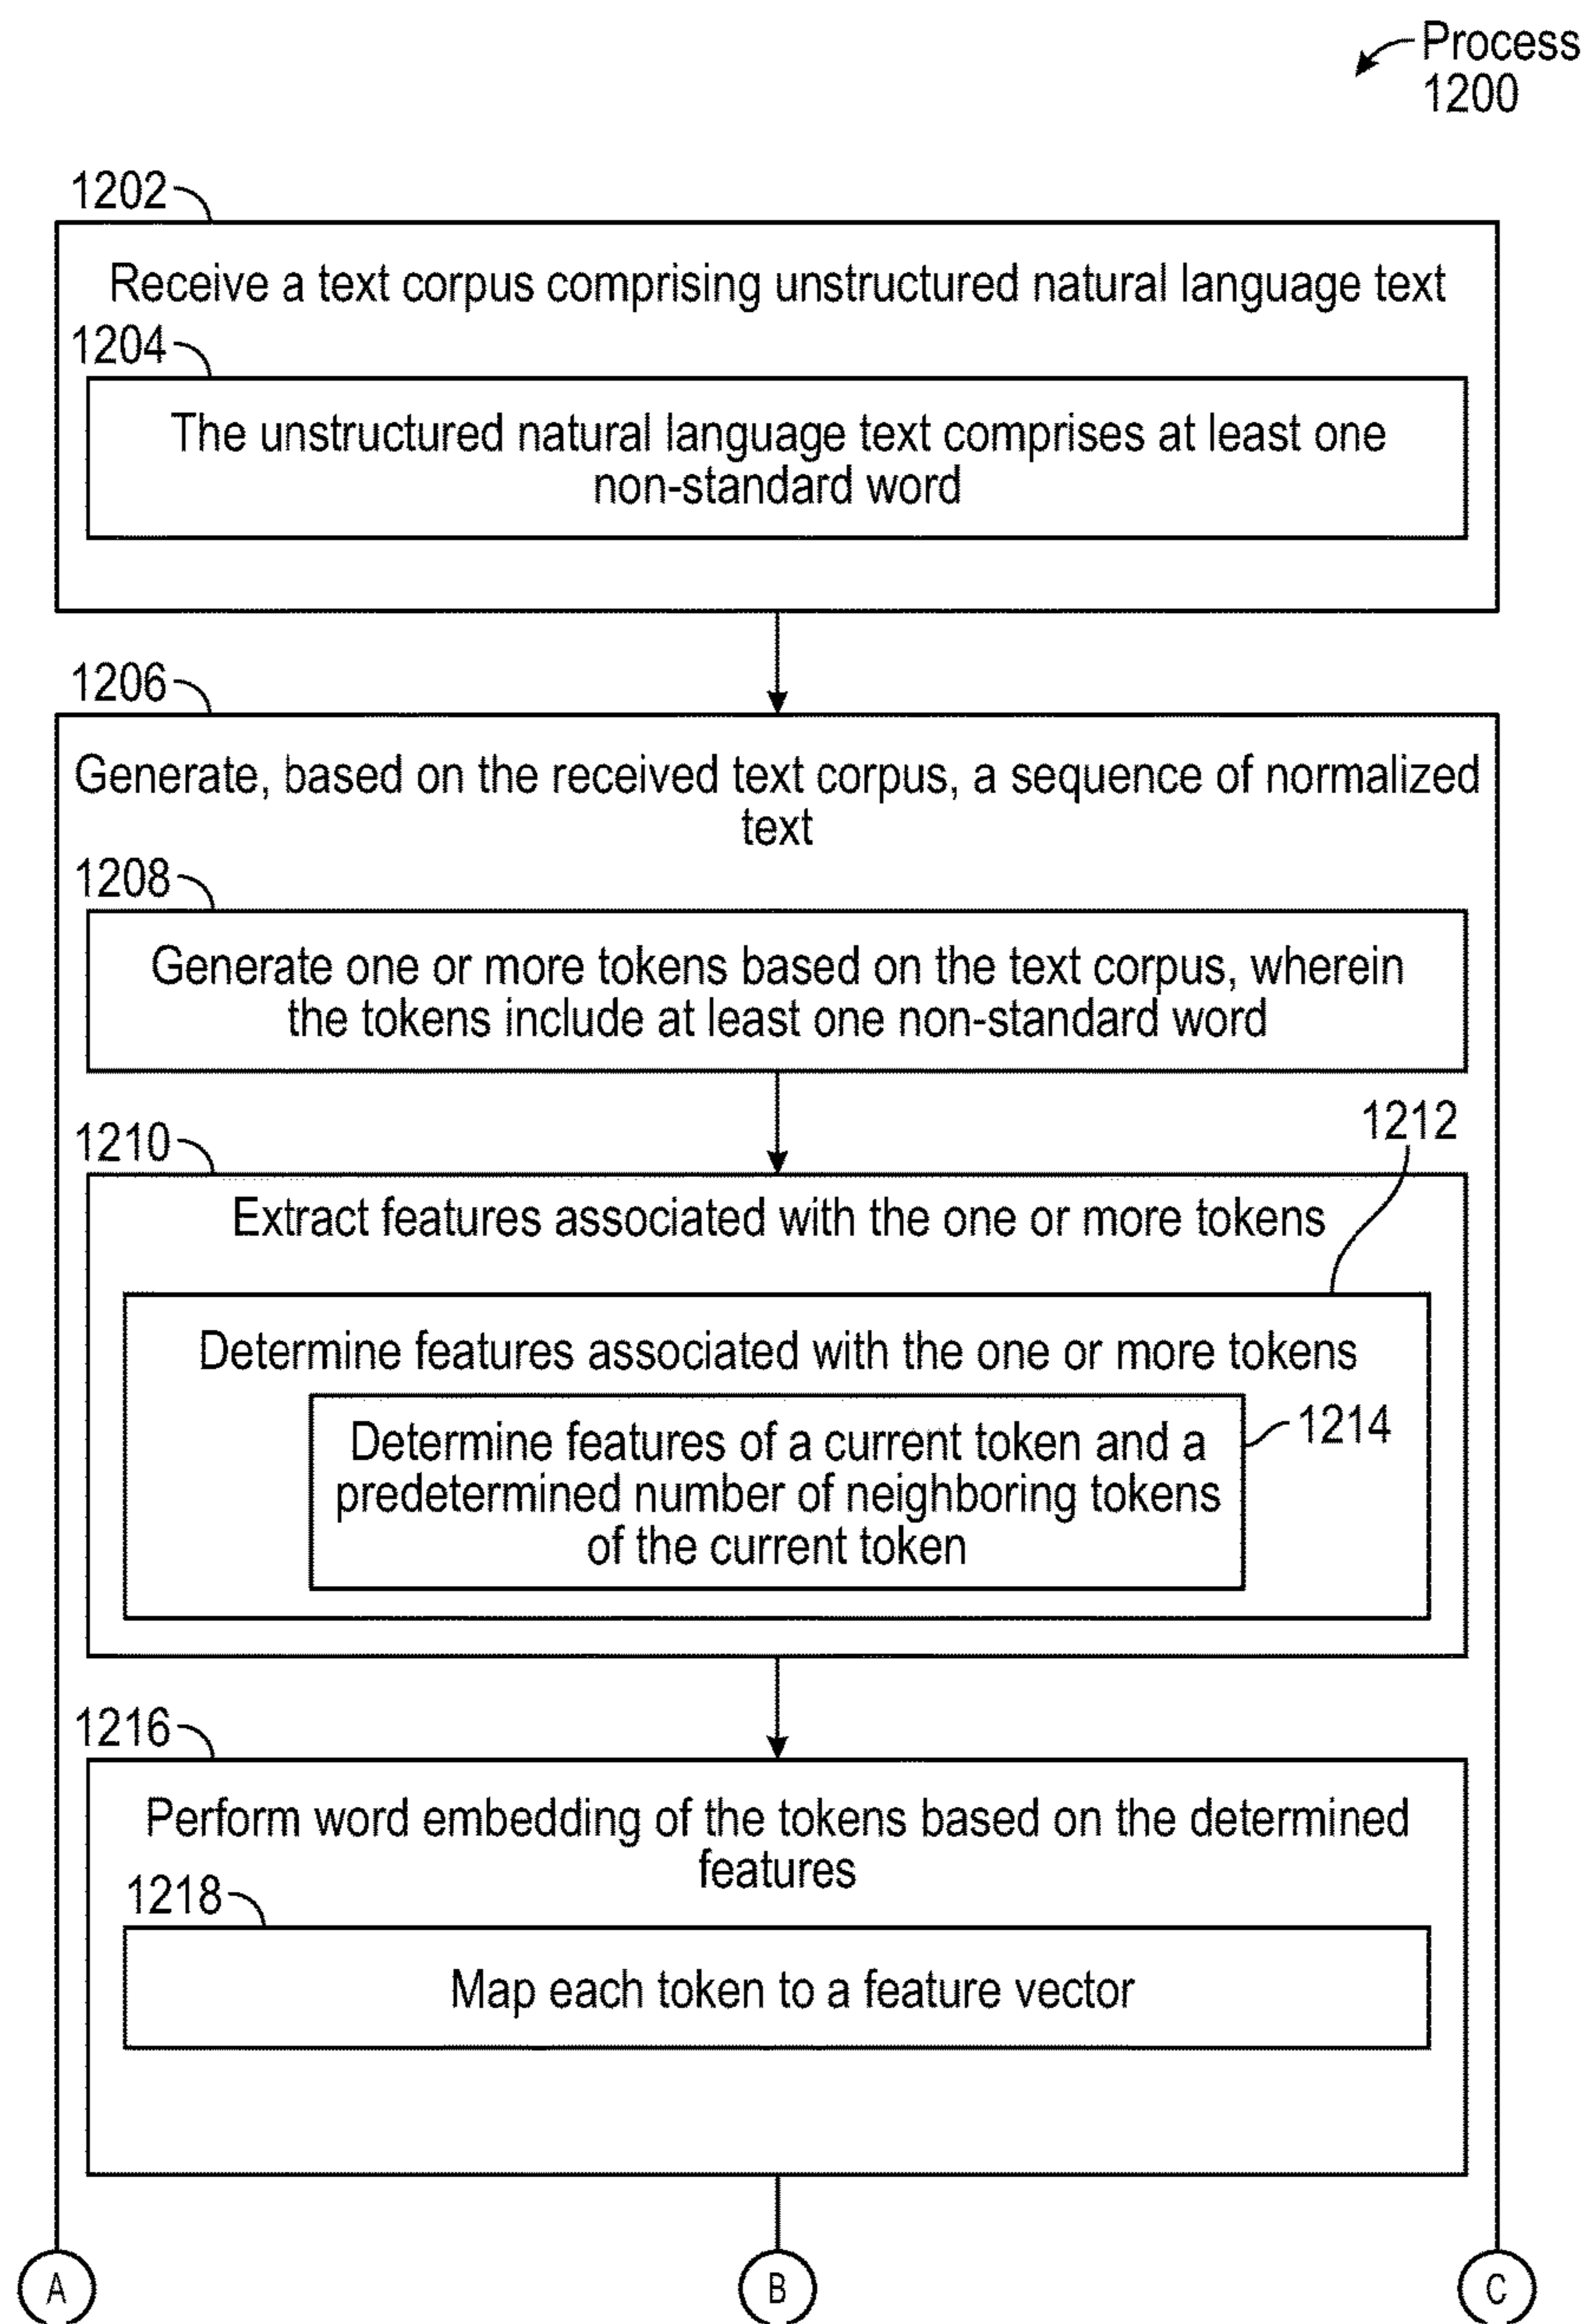 Process
1200
1202
Receive a text corpus comprising unstructured natural language text
1204
The unstructured natural language text comprises at least one
non-standard word
1206
Generate, based on the received text corpus, a sequence of normalized
text
1208
Generate one or more tokens based on the text corpus, wherein
the tokens include at least one non-standard word
1212
1210
Extract features associated with the one or more tokens
Determine features associated with the one or more tokens
Determine features of a current token and a
predetermined number of neighboring tokens
of the current token
1214
1216
Perform word embedding of the tokens based on the determined
features
1218
Map each token to a feature vector
A
B
C